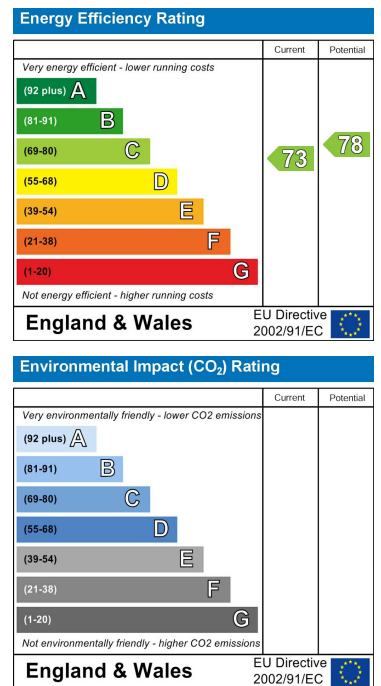 Energy Efficiency Rating
Current Potential
Very energy efficient - lower running costs
(92 plus) A
(81-91) B
(69-80) C
(55-68) D
(39-54) E
(21-38) F
(1-20) G
73 78
Not energy efficient - higher running costs
England & Wales
EU Directive
2002/91/EC
Environmental Impact (CO₂) Rating
Current Potential
Very environmentally friendly - lower CO2 emissions
(92 plus) A
(81-91) B
(69-80) C
(55-68) D
(39-54) E
(21-38) F
(1-20) G
Not environmentally friendly - higher CO2 emissions
England & Wales
EU Directive
2002/91/EC